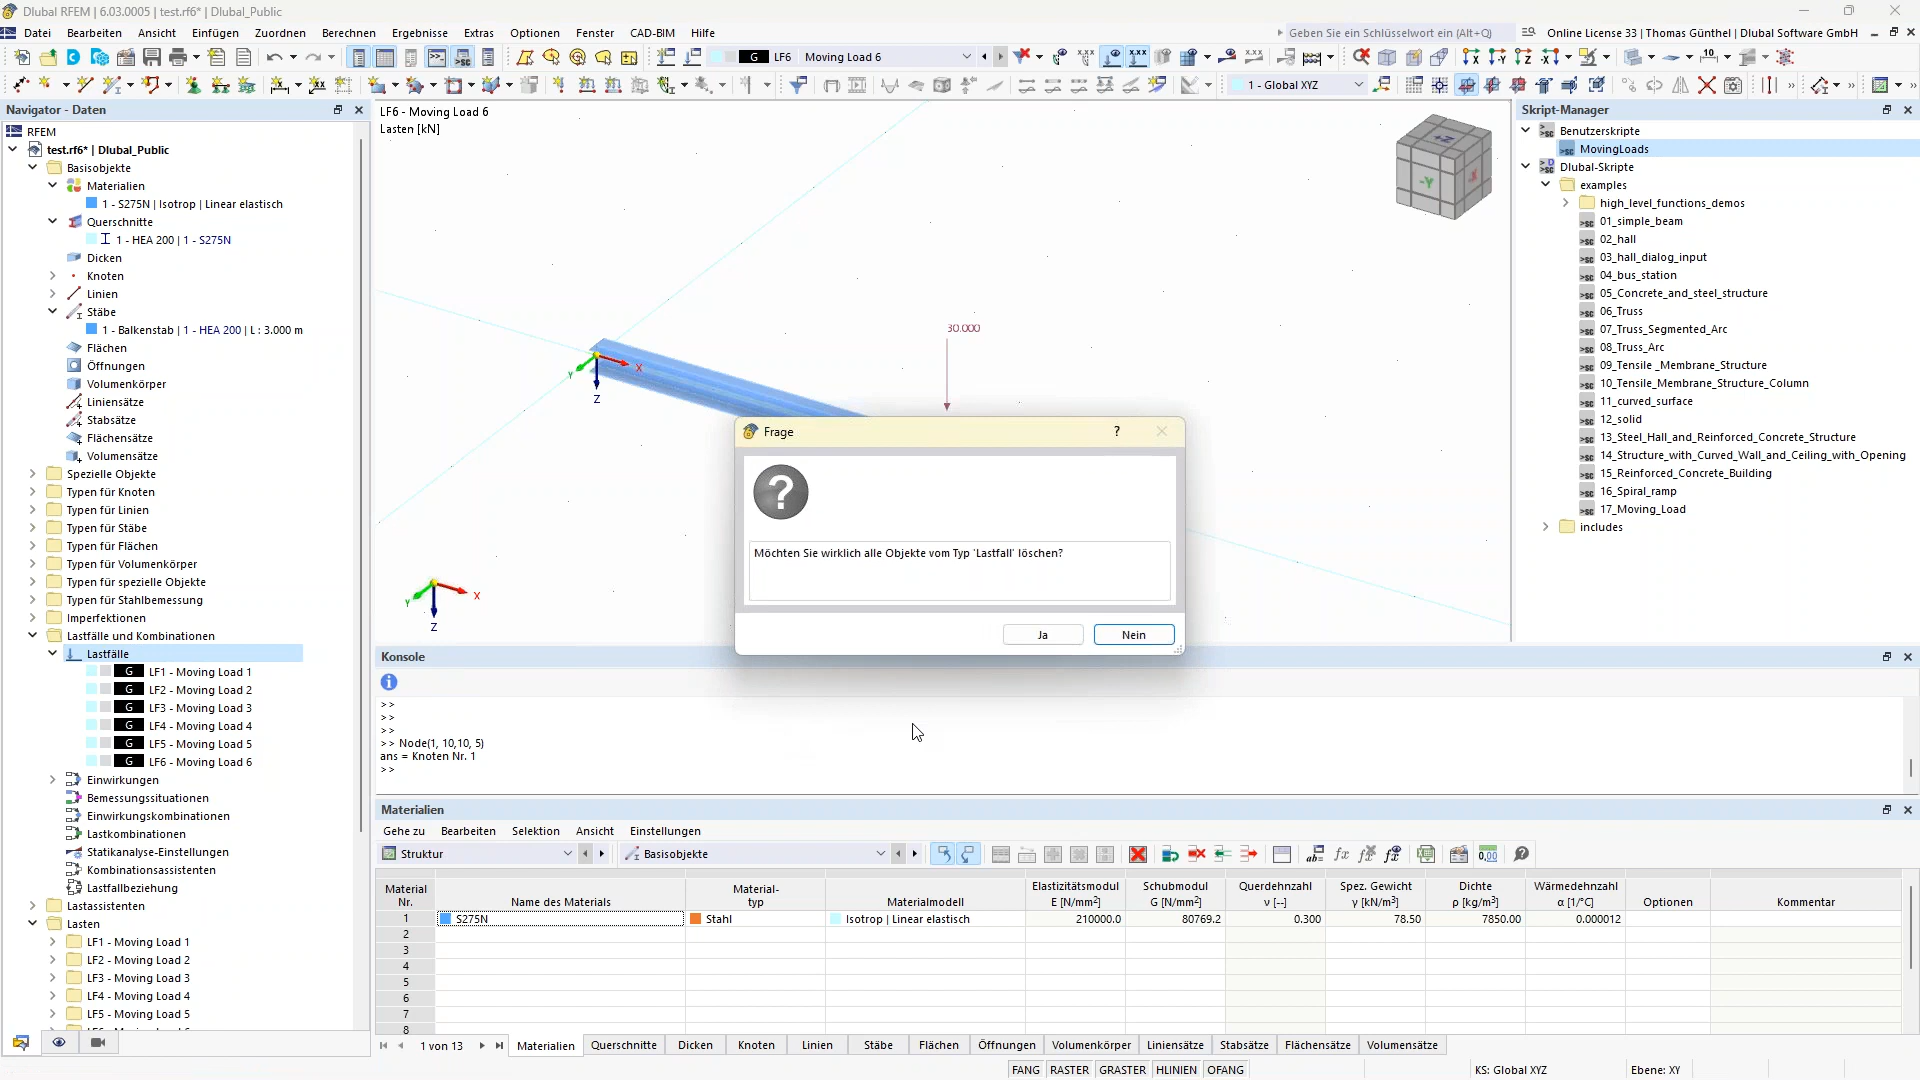 Dlubal RFEM | 6.03.0005 | test.rf6* | Dlubal_Public
Datei Bearbeiten Ansicht Einfügen Zuordnen Berechnen Ergebnisse Extras Optionen Fenster CAD-BIM Hilfe
Geben Sie ein Schlüsselwort ein (Alt+Q)
Online License 33 | Thomas Günthel | Dlubal Software GmbH
G LF6 Moving Load 6
1 - Global XYZ
Navigator - Daten
RFEM
test.rf6* | Dlubal_Public
Basisobjekte
Materialien
1 - S275N | Isotrop | Linear elastisch
Querschnitte
1 - HEA 200 | 1 - S275N
Dicken
Knoten
Linien
Stäbe
1 - Balkenstab | 1 - HEA 200 | L : 3.000 m
Flächen
Öffnungen
Volumenkörper
Liniensätze
Stabsätze
Flächensätze
Volumensätze
Spezielle Objekte
Typen für Knoten
Typen für Linien
Typen für Stäbe
Typen für Flächen
Typen für Volumenkörper
Typen für spezielle Objekte
Typen für Stahlbemessung
Imperfektionen
Lastfälle und Kombinationen
Lastfälle
G LF1 - Moving Load 1
G LF2 - Moving Load 2
G LF3 - Moving Load 3
G LF4 - Moving Load 4
G LF5 - Moving Load 5
G LF6 - Moving Load 6
Einwirkungen
Bemessungssituationen
Einwirkungskombinationen
Lastkombinationen
Statikanalyse-Einstellungen
Kombinationsassistenten
Lastfallbeziehung
Lastassistenten
Lasten
LF1 - Moving Load 1
LF2 - Moving Load 2
LF3 - Moving Load 3
LF4 - Moving Load 4
LF5 - Moving Load 5
LF6 - Moving Load 6
LF6 - Moving Load 6
Lasten [kN]
30.000
X
Y
Z
X
Y
Z
+Z
-Y
-X
Frage
?
Möchten Sie wirklich alle Objekte vom Typ 'Lastfall' löschen?
Ja Nein
Skript-Manager
Benutzerskripte
MovingLoads
Dlubal-Skripte
examples
high_level_functions_demos
01_simple_beam
02_hall
03_hall_dialog_input
04_bus_station
05_Concrete_and_steel_structure
06_Truss
07_Truss_Segmented_Arc
08_Truss_Arc
09_Tensile _Membrane_Structure
10_Tensile_Membrane_Structure_Column
11_curved_surface
12_solid
13_Steel_Hall_and_Reinforced_Concrete_Structure
14_Structure_with_Curved_Wall_and_Ceiling_with_Opening
15_Reinforced_Concrete_Building
16_Spiral_ramp
17_Moving_Load
includes
Konsole
>>
>>
>>
>> Node(1, 10,10, 5)
ans = Knoten Nr. 1
>>
Materialien
Gehe zu Bearbeiten Selektion Ansicht Einstellungen
Struktur Basisobjekte
Material Nr. Name des Materials Material-typ Materialmodell Elastizitätsmodul E [N/mm²] Schubmodul G [N/mm²] Querdehnzahl ν [--] Spez. Gewicht γ [kN/m³] Dichte ρ [kg/m³] Wärmedehnzahl α [1/°C] Optionen Kommentar
1 S275N Stahl Isotrop | Linear elastisch 210000.0 80769.2 0.300 78.50 7850.00 0.000012
2
3
4
5
6
7
8
1 von 13 Materialien Querschnitte Dicken Knoten Linien Stäbe Flächen Öffnungen Volumenkörper Liniensätze Stabsätze Flächensätze Volumensätze
FANG RASTER GRASTER HLINIEN OFANG KS: Global XYZ Ebene: XY